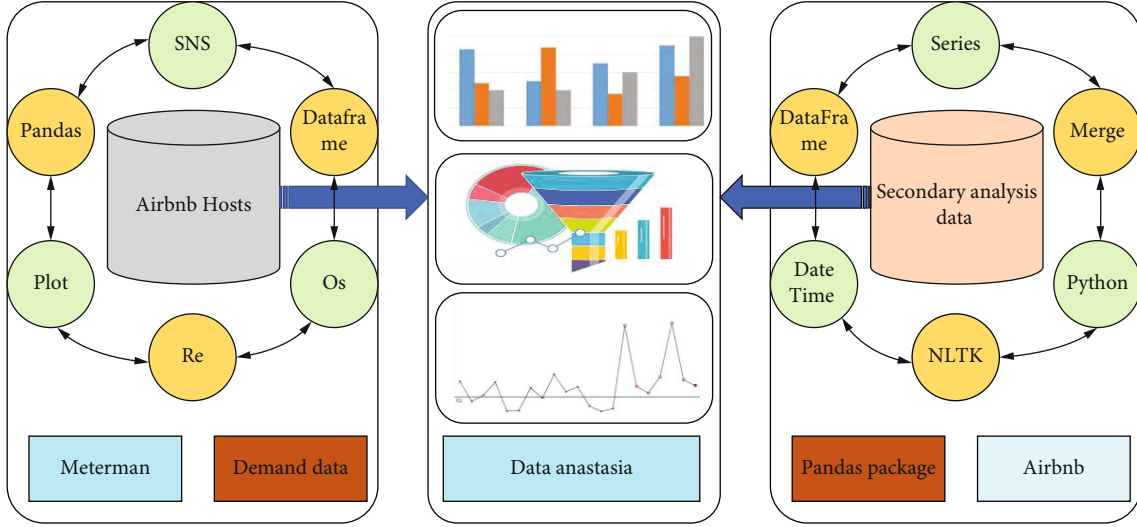 SNS
Pandas
Datafra
me
Airbnb Hosts
Plot
Os
Re
Meterman
Demand data
CL
Data anastasia
Series
DataFra
me
Merge
Secondary analysis
data
Date
Time
Python
NLTK
Pandas package
Airbnb